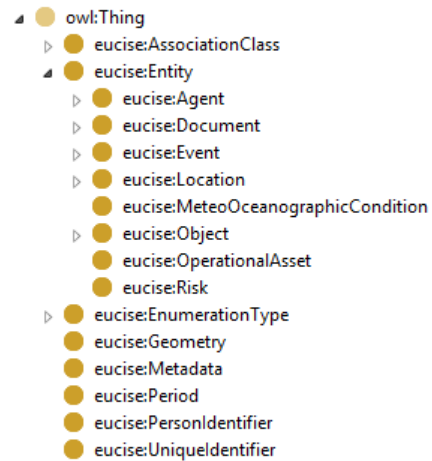 owl:Thing
eucise:AssociationClass
eucise:Entity
eucise:Agent
eucise:Document
eucise:Event
eucise:Location
eucise:MeteoOceanographicCondition
eucise:Object
eucise:OperationalAsset
eucise:Risk
eucise:EnumerationType
eucise:Geometry
eucise:Metadata
eucise:Period
eucise:PersonIdentifier
eucise:UniqueIdentifier